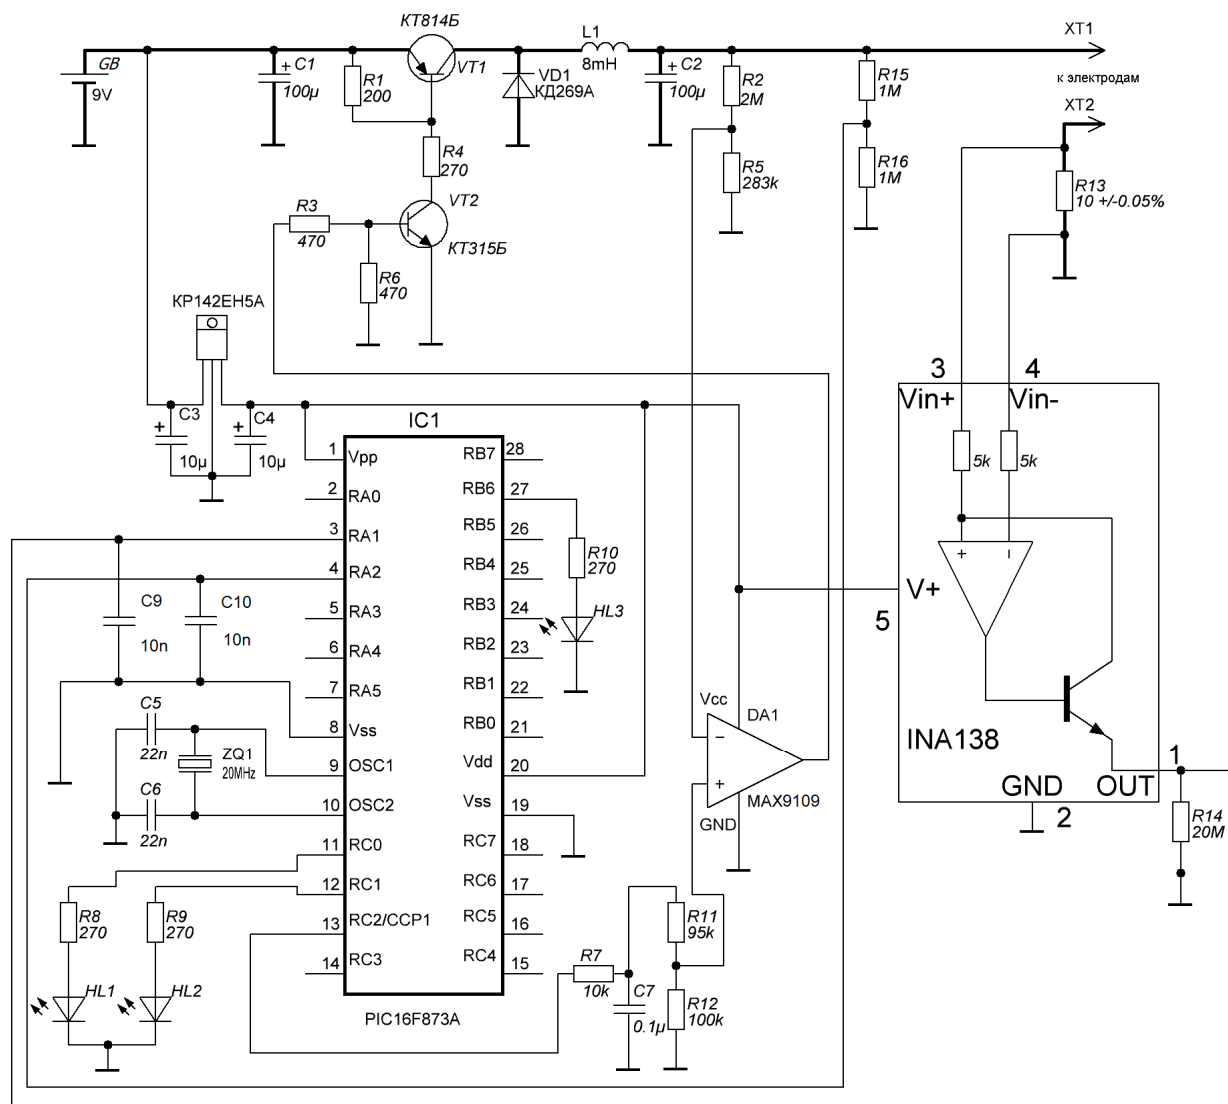 КТ814Б
VT1
GB
9V
+ C1
100µ
R1
200
VD1
КД269А
L1
8mH
+ C2
100µ
R2
2M
R15
1M
XT1
к электродам
XT2
R4
270
R5
283k
R16
1M
R13
10 +/-0.05%
R3
470
VT2
КТ315Б
R6
470
КР142ЕН5А
C3
+
10µ
C4
+
10µ
IC1
1 Vpp
2 RA0
3 RA1
4 RA2
5 RA3
6 RA4
7 RA5
8 Vss
9 OSC1
10 OSC2
11 RC0
12 RC1
13 RC2/CCP1
14 RC3
RB7 28
RB6 27
RB5 26
RB4 25
RB3 24
RB2 23
RB1 22
RB0 21
Vdd 20
Vss 19
RC7 18
RC6 17
RC5 16
RC4 15
PIC16F873A
R10
270
HL3
C9
10n
C10
10n
C5
22n
ZQ1
20MHz
C6
22n
R8
270
R9
270
HL1
HL2
Vcc
DA1
−
+
MAX9109
GND
R7
10k
C7
0.1µ
R11
95k
R12
100k
3
4
Vin+
Vin-
5k
5k
+
−
V+
5
INA138
GND
2
OUT
1
R14
20M